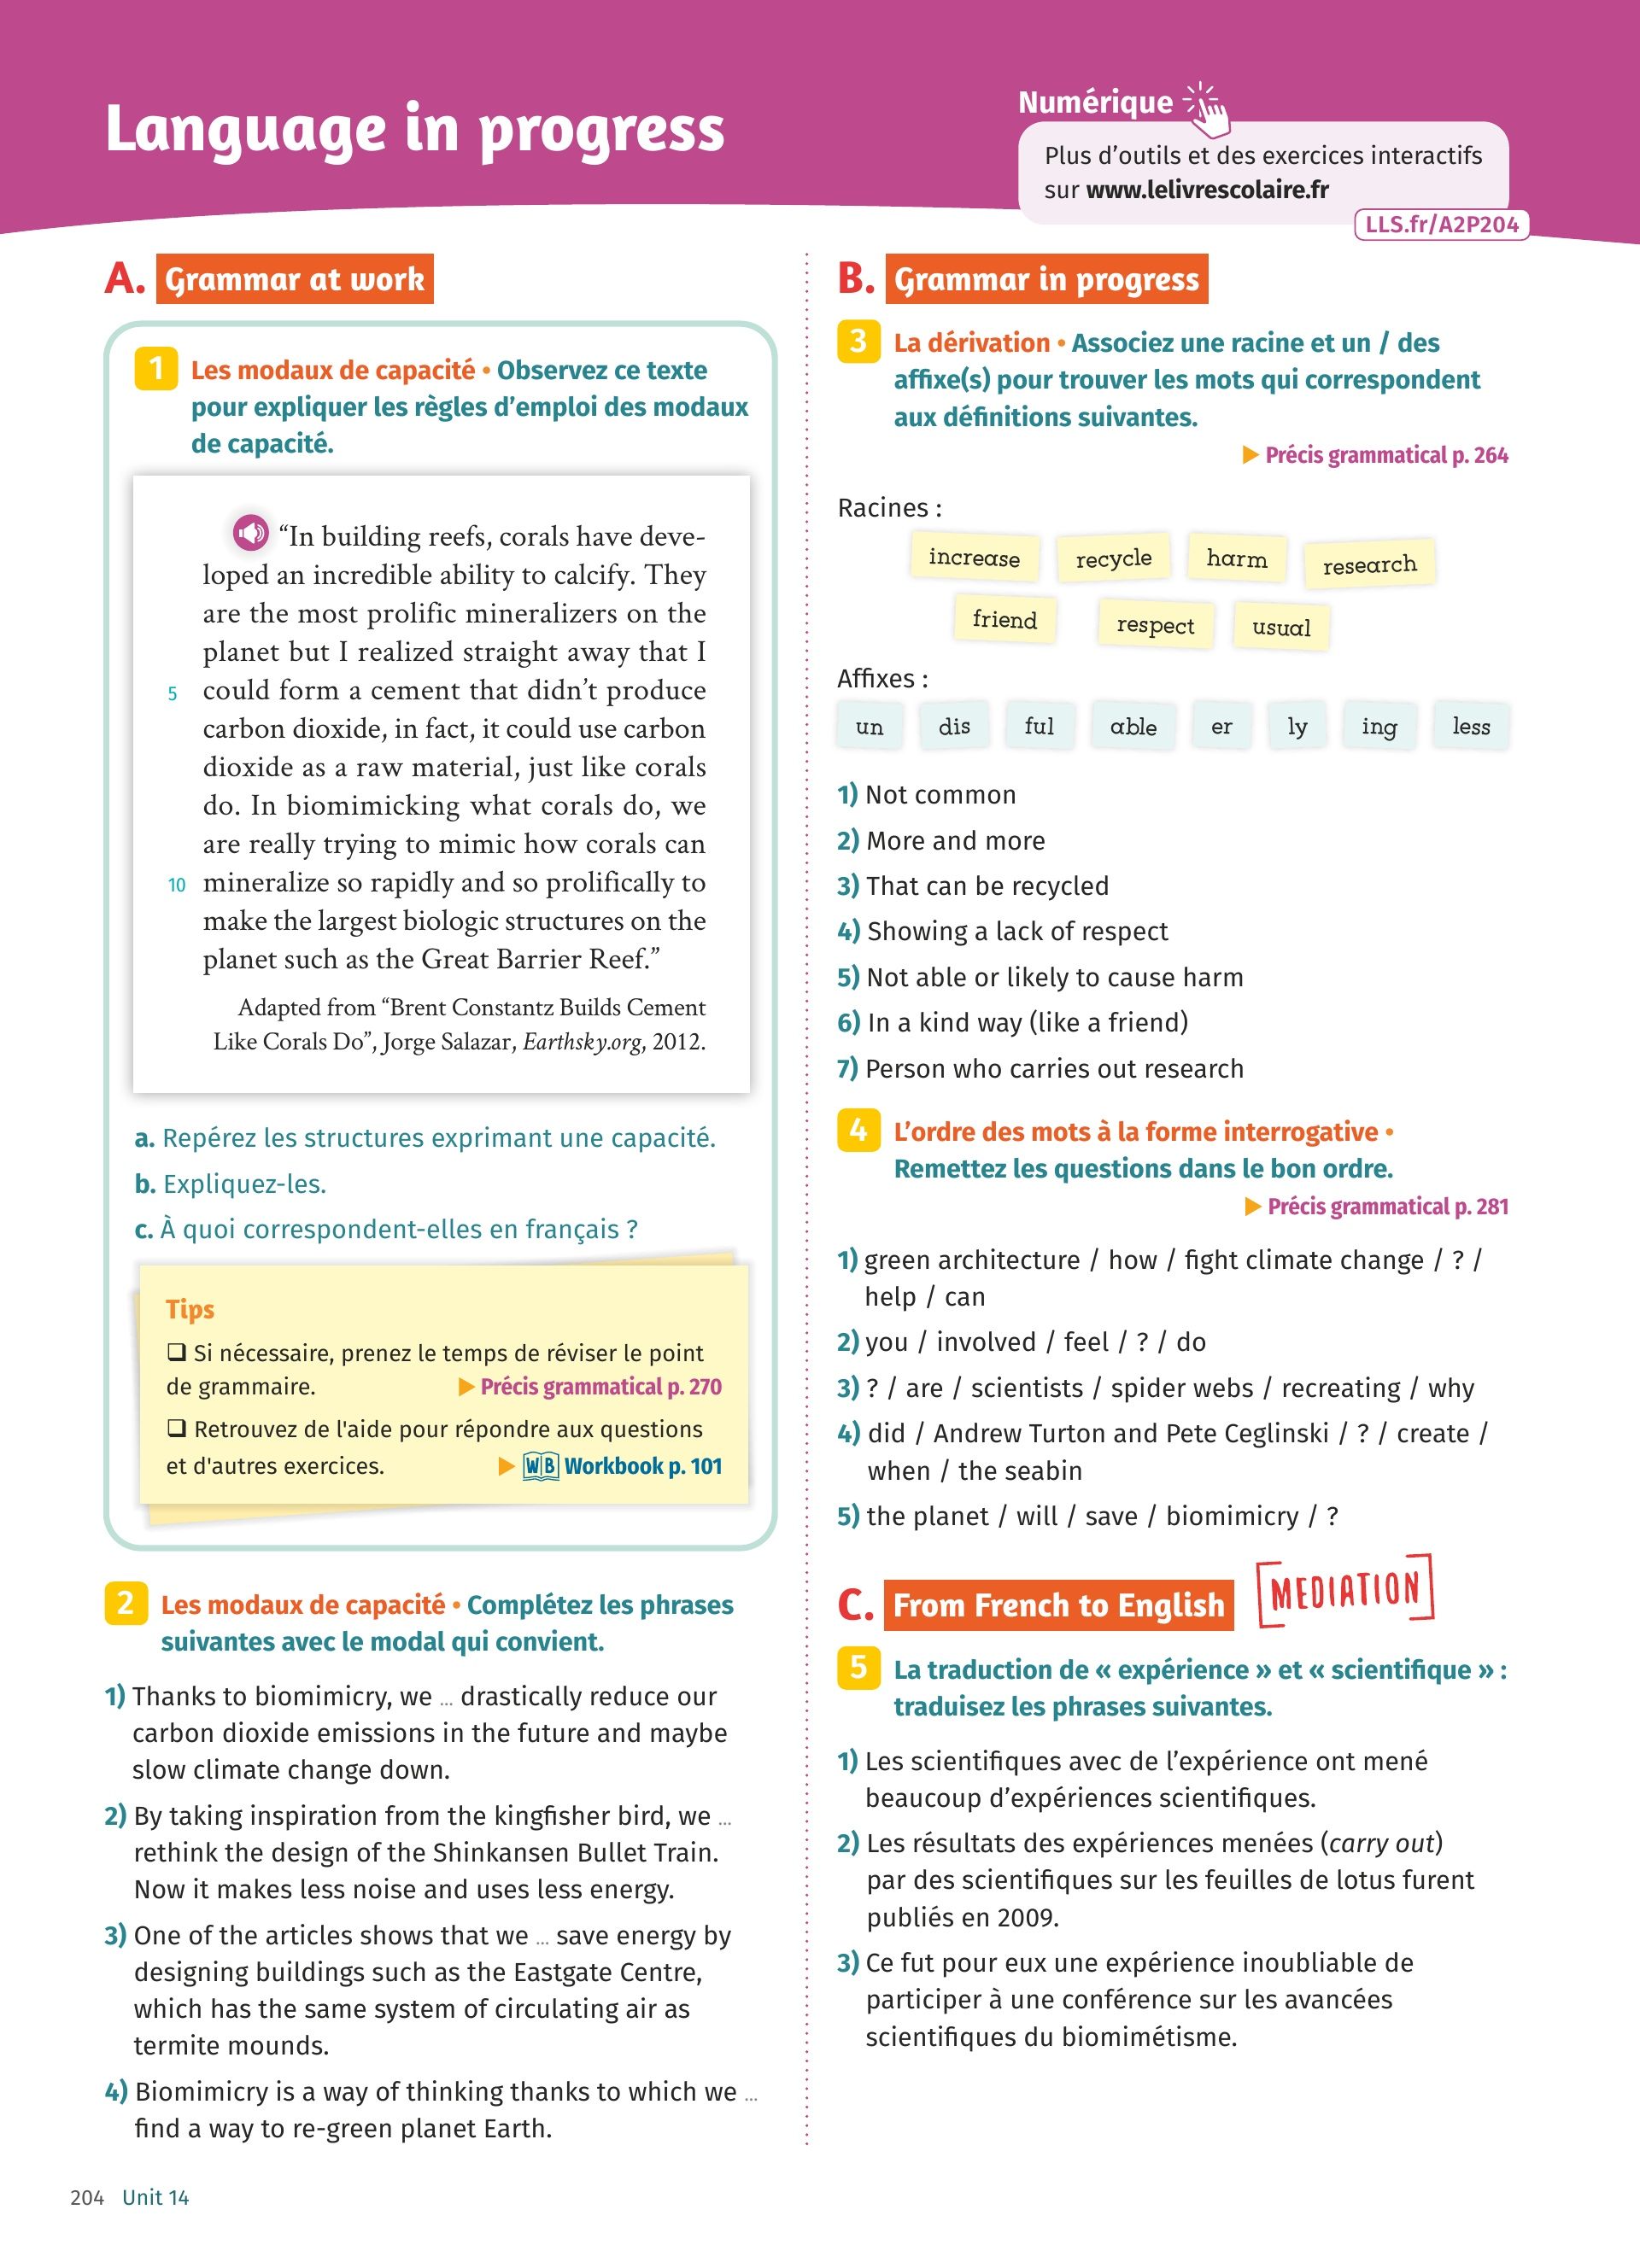 Language in progress
Numérique
Plus d’outils et des exercices interactifs
sur www.lelivrescolaire.fr
LLS.fr/A2P204
A. Grammar at work
1 Les modaux de capacité • Observez ce texte
pour expliquer les règles d’emploi des modaux
de capacité.
“In building reefs, corals have deve-
loped an incredible ability to calcify. They
are the most prolific mineralizers on the
planet but I realized straight away that I
5 could form a cement that didn’t produce
carbon dioxide, in fact, it could use carbon
dioxide as a raw material, just like corals
do. In biomimicking what corals do, we
are really trying to mimic how corals can
10 mineralize so rapidly and so prolifically to
make the largest biologic structures on the
planet such as the Great Barrier Reef.”
Adapted from “Brent Constantz Builds Cement
Like Corals Do”, Jorge Salazar, Earthsky.org, 2012.
a. Repérez les structures exprimant une capacité.
b. Expliquez-les.
c. À quoi correspondent-elles en français ?
Tips
❑ Si nécessaire, prenez le temps de réviser le point
de grammaire. ▶ Précis grammatical p. 270
❑ Retrouvez de l'aide pour répondre aux questions
et d'autres exercices. ▶ WB Workbook p. 101
2 Les modaux de capacité • Complétez les phrases
suivantes avec le modal qui convient.
1) Thanks to biomimicry, we ... drastically reduce our
carbon dioxide emissions in the future and maybe
slow climate change down.
2) By taking inspiration from the kingfisher bird, we ...
rethink the design of the Shinkansen Bullet Train.
Now it makes less noise and uses less energy.
3) One of the articles shows that we ... save energy by
designing buildings such as the Eastgate Centre,
which has the same system of circulating air as
termite mounds.
4) Biomimicry is a way of thinking thanks to which we ...
find a way to re-green planet Earth.
B. Grammar in progress
3 La dérivation • Associez une racine et un / des
affixe(s) pour trouver les mots qui correspondent
aux définitions suivantes.
▶ Précis grammatical p. 264
Racines :
increase recycle harm research
friend respect usual
Affixes :
un dis ful able er ly ing less
1) Not common
2) More and more
3) That can be recycled
4) Showing a lack of respect
5) Not able or likely to cause harm
6) In a kind way (like a friend)
7) Person who carries out research
4 L’ordre des mots à la forme interrogative •
Remettez les questions dans le bon ordre.
▶ Précis grammatical p. 281
1) green architecture / how / fight climate change / ? /
help / can
2) you / involved / feel / ? / do
3) ? / are / scientists / spider webs / recreating / why
4) did / Andrew Turton and Pete Ceglinski / ? / create /
when / the seabin
5) the planet / will / save / biomimicry / ?
C. From French to English [MEDIATION]
5 La traduction de « expérience » et « scientifique » :
traduisez les phrases suivantes.
1) Les scientifiques avec de l’expérience ont mené
beaucoup d’expériences scientifiques.
2) Les résultats des expériences menées (carry out)
par des scientifiques sur les feuilles de lotus furent
publiés en 2009.
3) Ce fut pour eux une expérience inoubliable de
participer à une conférence sur les avancées
scientifiques du biomimétisme.
204 Unit 14